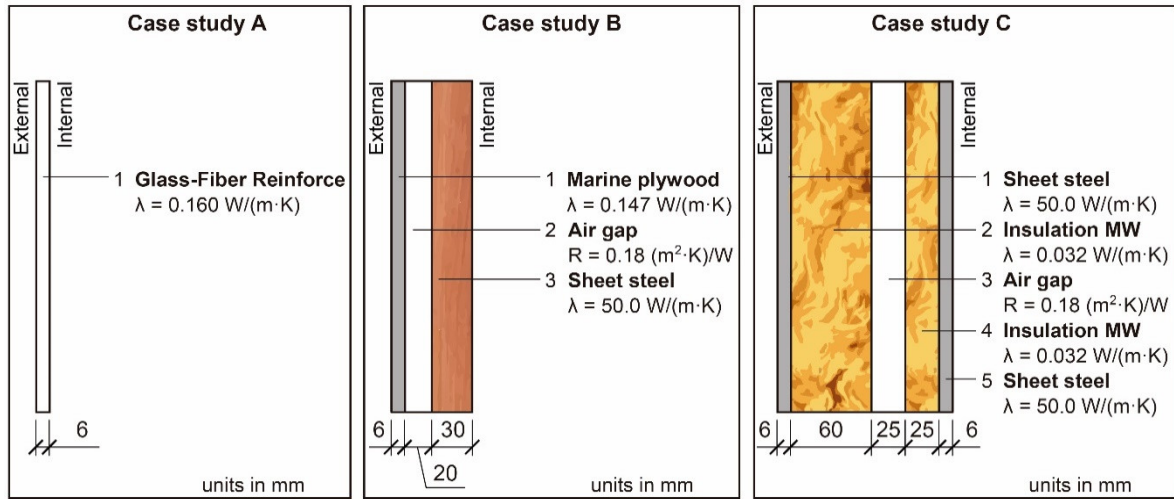 Case study A
External
Internal
1 Glass-Fiber Reinforce
λ = 0.160 W/(m·K)
6
units in mm
Case study B
External
Internal
1 Marine plywood
λ = 0.147 W/(m·K)
2 Air gap
R = 0.18 (m²·K)/W
3 Sheet steel
λ = 50.0 W/(m·K)
6 30
20
units in mm
Case study C
External
Internal
1 Sheet steel
λ = 50.0 W/(m·K)
2 Insulation MW
λ = 0.032 W/(m·K)
3 Air gap
R = 0.18 (m²·K)/W
4 Insulation MW
λ = 0.032 W/(m·K)
5 Sheet steel
λ = 50.0 W/(m·K)
6 60 25 25 6
units in mm